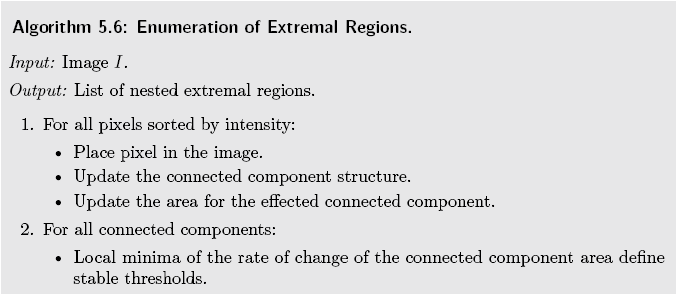 Algorithm 5.6: Enumeration of Extremal Regions.
Input: Image I.
Output: List of nested extremal regions.
1. For all pixels sorted by intensity:
• Place pixel in the image.
• Update the connected component structure.
• Update the area for the effected connected component.
2. For all connected components:
• Local minima of the rate of change of the connected component area define
stable thresholds.